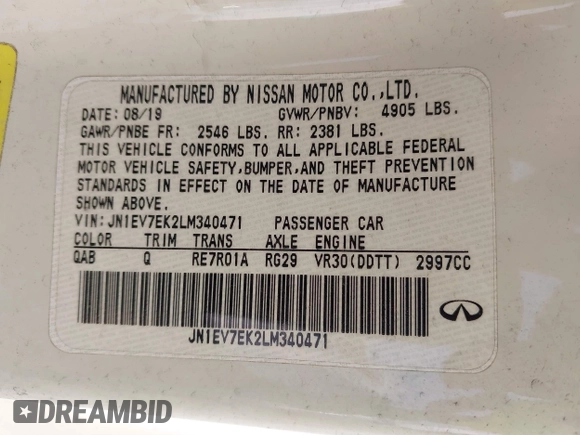 MANUFACTURED BY NISSAN MOTOR CO.,LTD.
DATE: 08/19 GVWR/PNBV: 4905 LBS.
GAWR/PNBE FR: 2546 LBS. RR: 2381 LBS.
THIS VEHICLE CONFORMS TO ALL APPLICABLE FEDERAL
MOTOR VEHICLE SAFETY,BUMPER,AND THEFT PREVENTION
STANDARDS IN EFFECT ON THE DATE OF MANUFACTURE
SHOWN ABOVE.
VIN: JN1EV7EK2LM340471 PASSENGER CAR
COLOR TRIM TRANS AXLE ENGINE
QAB Q RE7R01A RG29 VR30(DDTT) 2997CC
JN1EV7EK2LM340471
DREAMBID